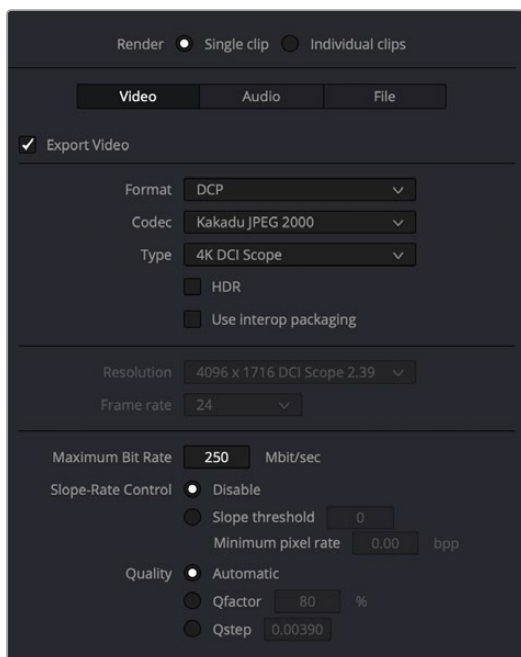 Render Single clip Individual clips
Video Audio File
Export Video
Format DCP
Codec Kakadu JPEG 2000
Type 4K DCI Scope
HDR
Use interop packaging
Resolution 4096 x 1716 DCI Scope 2.39
Frame rate 24
Maximum Bit Rate 250 Mbit/sec
Slope-Rate Control Disable
Slope threshold 0
Minimum pixel rate 0.00 bpp
Quality Automatic
Qfactor 80 %
Qstep 0.00390